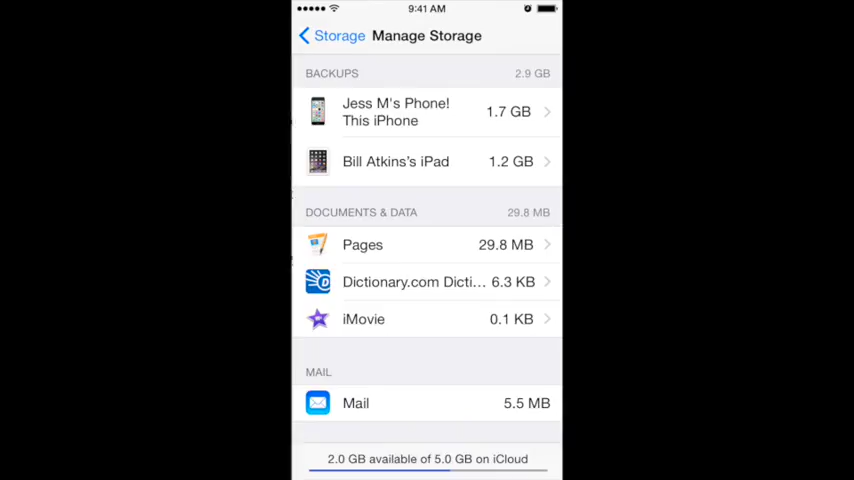 9:41 AM
Storage Manage Storage
BACKUPS 2.9 GB
Jess M's Phone!
This iPhone 1.7 GB
Bill Atkins’s iPad 1.2 GB
DOCUMENTS & DATA 29.8 MB
Pages 29.8 MB
Dictionary.com Dicti... 6.3 KB
iMovie 0.1 KB
MAIL
Mail 5.5 MB
2.0 GB available of 5.0 GB on iCloud